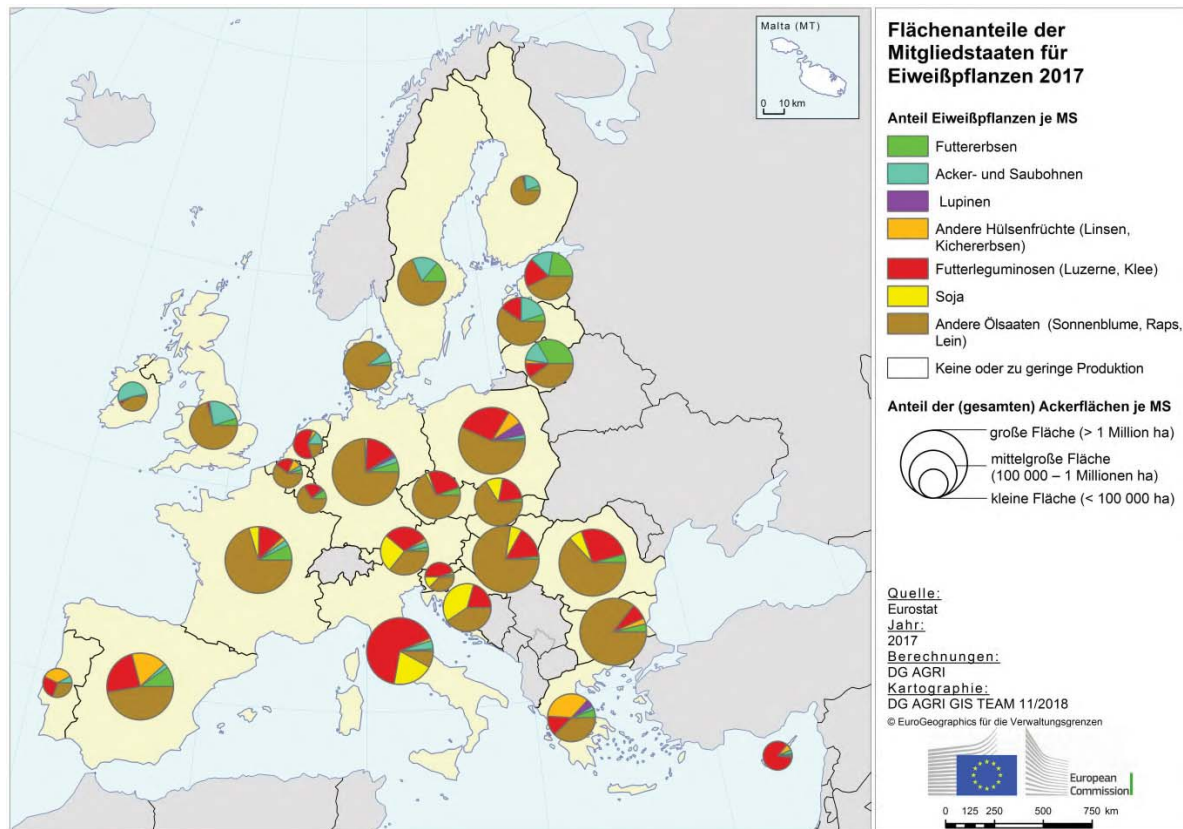 Malta (MT)
0 10 km
Flächenanteile der
Mitgliedstaaten für
Eiweißpflanzen 2017
Anteil Eiweißpflanzen je MS
Futtererbsen
Acker- und Saubohnen
Lupinen
Andere Hülsenfrüchte (Linsen,
Kichererbsen)
Futterleguminosen (Luzerne, Klee)
Soja
Andere Ölsaaten (Sonnenblume, Raps,
Lein)
Keine oder zu geringe Produktion
Anteil der (gesamten) Ackerflächen je MS
große Fläche (> 1 Million ha)
mittelgroße Fläche
(100 000 – 1 Millionen ha)
kleine Fläche (< 100 000 ha)
Quelle:
Eurostat
Jahr:
2017
Berechnungen:
DG AGRI
Kartographie:
DG AGRI GIS TEAM 11/2018
© EuroGeographics für die Verwaltungsgrenzen
European
Commission
0 125 250 500 750 km